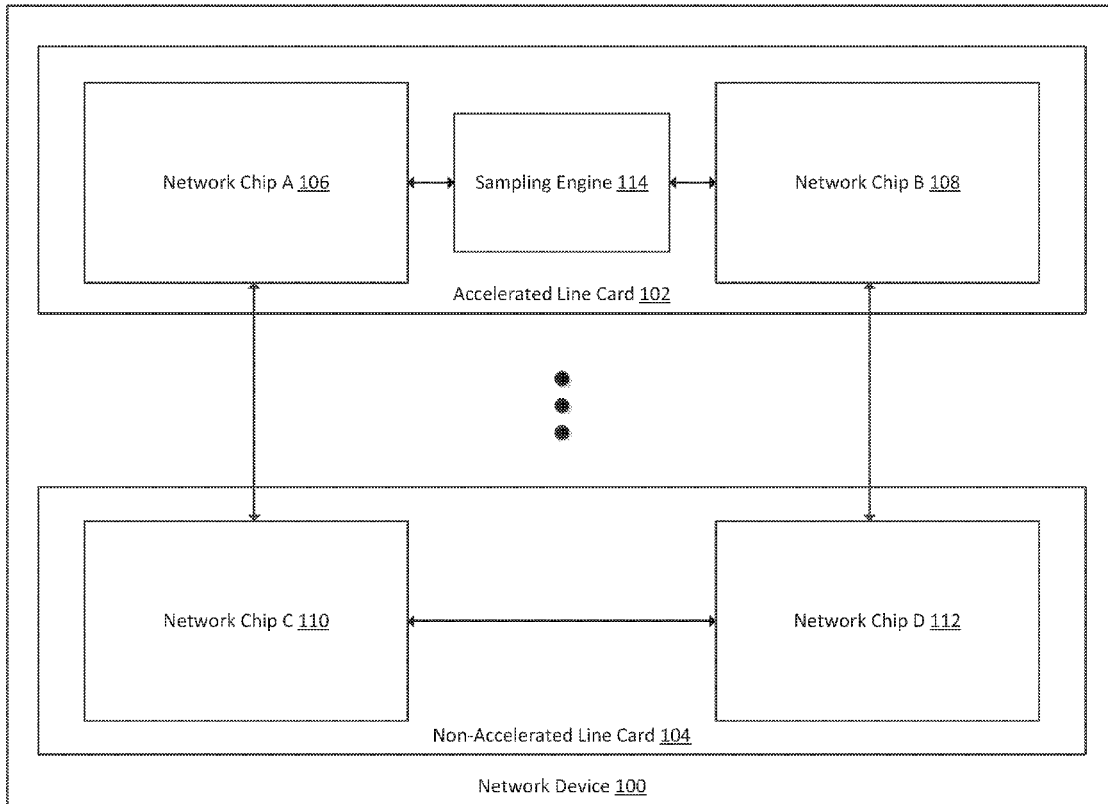 Network Chip A 106
Sampling Engine 114
Network Chip B 108
Accelerated Line Card 102
Network Chip C 110
Network Chip D 112
Non-Accelerated Line Card 104
Network Device 100